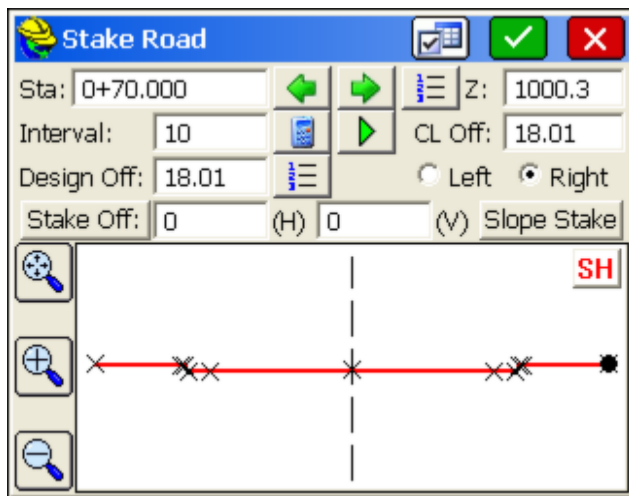 Stake Road
Sta: 0+70.000 Z: 1000.3
Interval: 10 CL Off: 18.01
Design Off: 18.01 Left Right
Stake Off: 0 (H) 0 (V) Slope Stake
SH